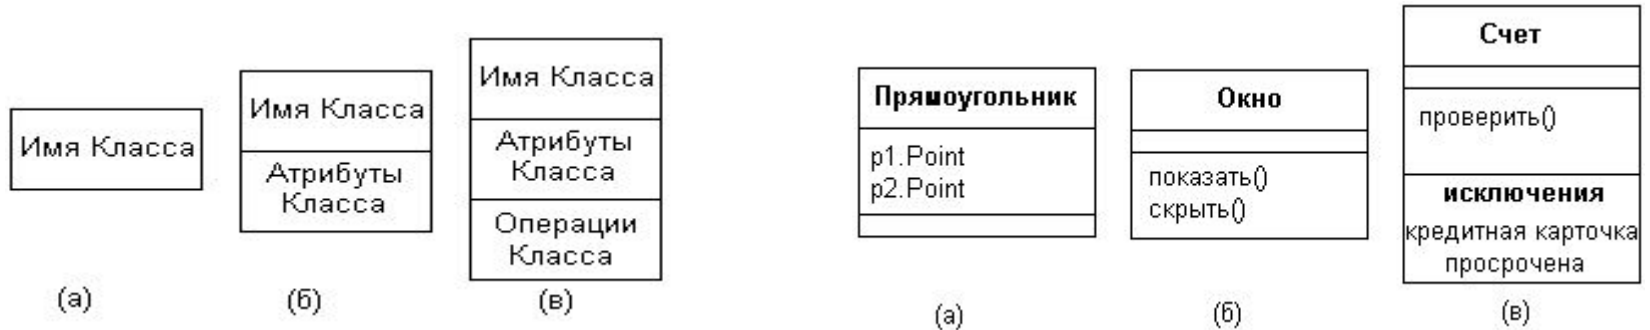 Имя Класса
(а)
Имя Класса
Атрибуты
Класса
(б)
Имя Класса
Атрибуты
Класса
Операции
Класса
(в)
Прямоугольник
p1.Point
p2.Point
(а)
Окно
показать()
скрыть()
(б)
Счет
проверить()
исключения
кредитная карточка
просрочена
(в)